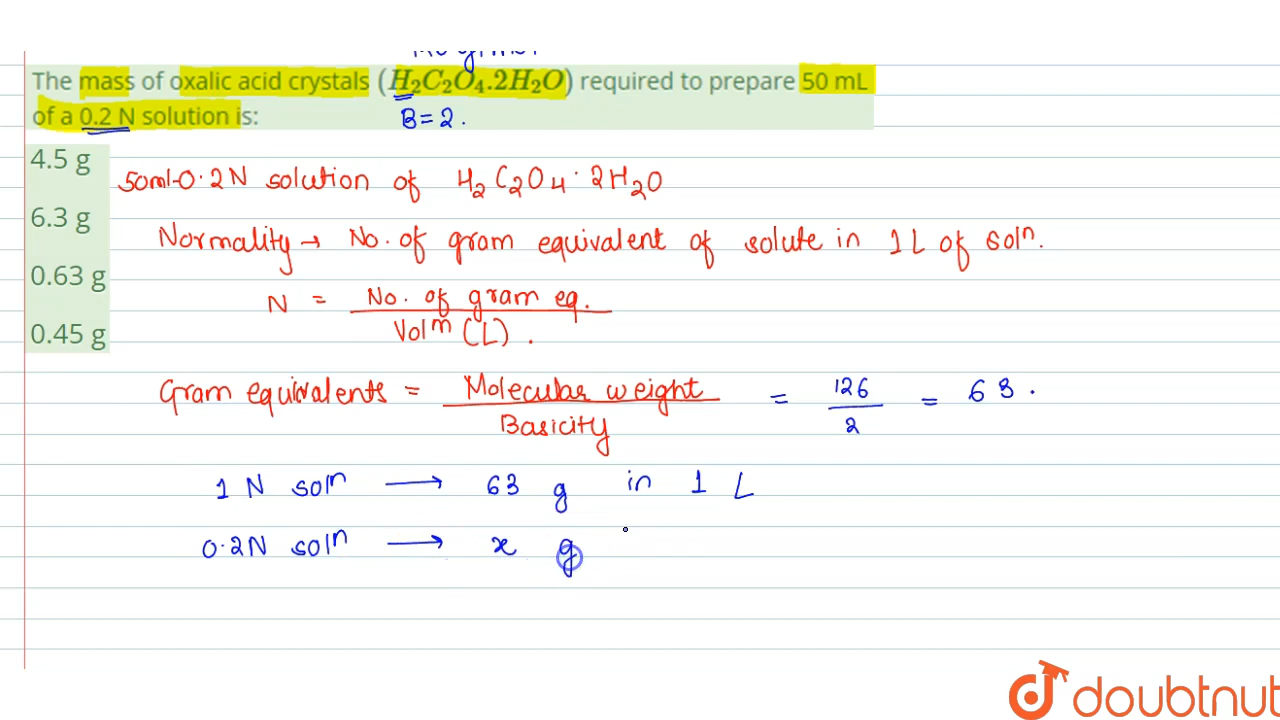 The mass of oxalic acid crystals (H₂C₂O₄.2H₂O) required to prepare 50 mL
of a 0.2 N solution is:
B=2.
4.5 g
50ml 0.2N solution of H₂C₂O₄·2H₂O
6.3 g
Normality → No. of gram equivalent of solute in 1L of solⁿ.
0.63 g
N = No. of gram eq.
Volᵐ (L).
0.45 g
Gram equivalents = Molecular weight = 126 = 63.
Basicity 2
1 N solⁿ → 63 g in 1 L
0.2N solⁿ → x g
doubtnut